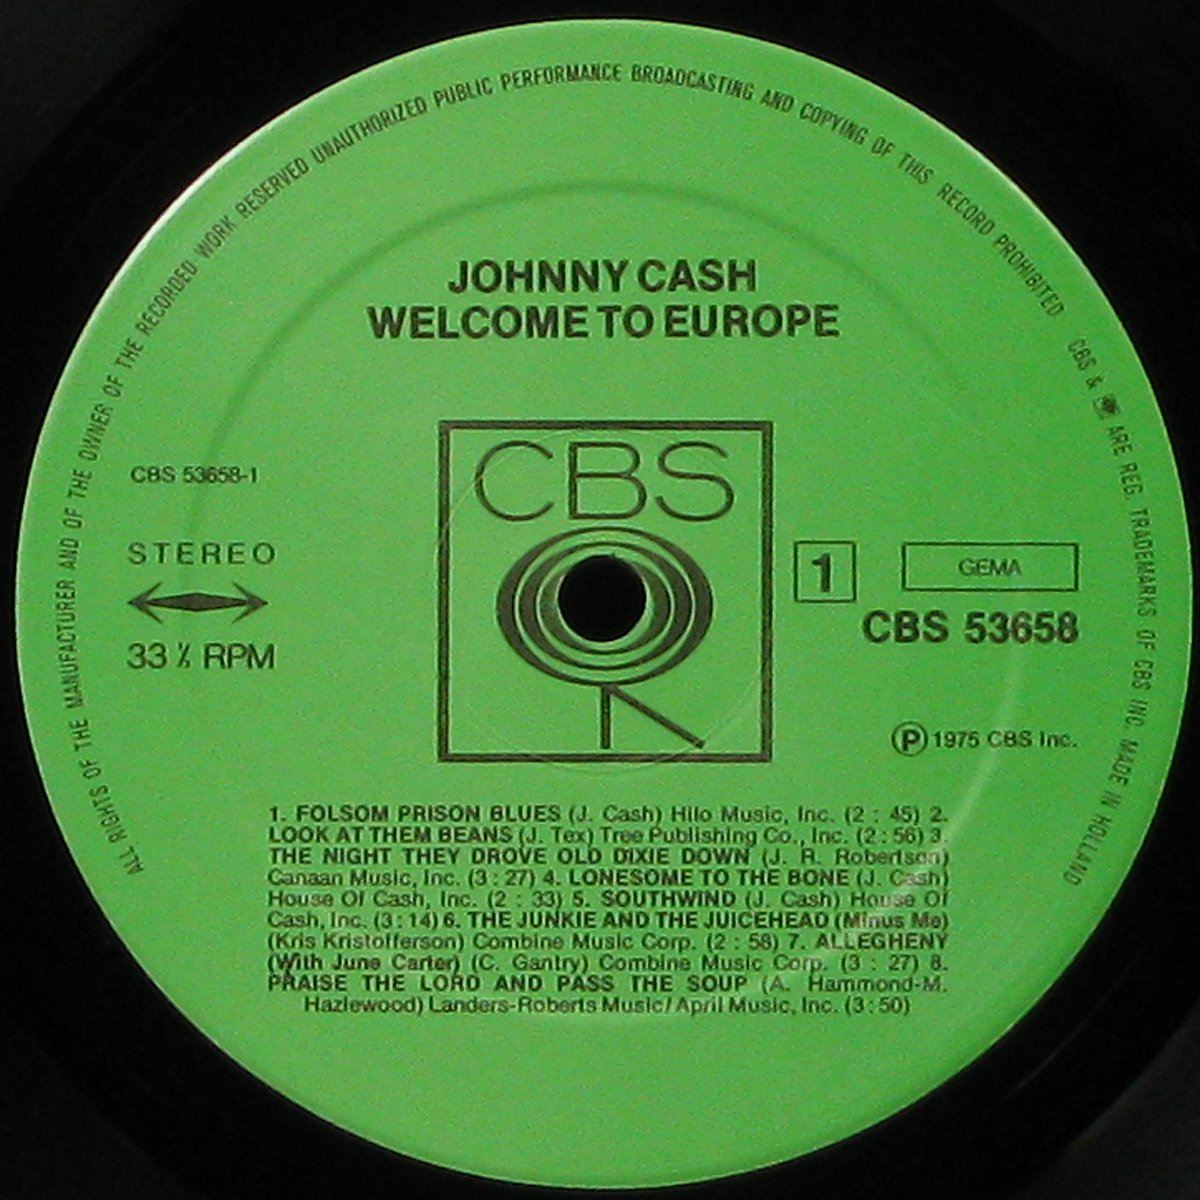 ALL RIGHTS OF THE MANUFACTURER AND OF THE OWNER OF THE RECORDED WORK RESERVED UNAUTHORIZED PUBLIC PERFORMANCE BROADCASTING AND COPYING OF THIS RECORD PROHIBITED
CBS & ARE REG. TRADEMARKS OF CBS INC. MADE IN HOLLAND
JOHNNY CASH
WELCOME TO EUROPE
CBS
CBS 53658-1
STEREO
33 ⅓ RPM
1
GEMA
CBS 53658
Ⓟ 1975 CBS Inc.
1. FOLSOM PRISON BLUES (J. Cash) Hilo Music, Inc. (2 : 45) 2.
LOOK AT THEM BEANS (J. Tex) Tree Publishing Co., Inc. (2 : 56) 3.
THE NIGHT THEY DROVE OLD DIXIE DOWN (J. R. Robertson)
Canaan Music, Inc. (3 : 27) 4. LONESOME TO THE BONE (J. Cash)
House Of Cash, Inc. (2 : 33) 5. SOUTHWIND (J. Cash) House Of
Cash, Inc. (3 : 14) 6. THE JUNKIE AND THE JUICEHEAD (Minus Me)
(Kris Kristofferson) Combine Music Corp. (2 : 58) 7. ALLEGHENY
(With June Carter) (C. Gantry) Combine Music Corp. (3 : 27) 8.
PRAISE THE LORD AND PASS THE SOUP (A. Hammond-M.
Hazlewood) Landers-Roberts Music/April Music, Inc. (3 : 50)